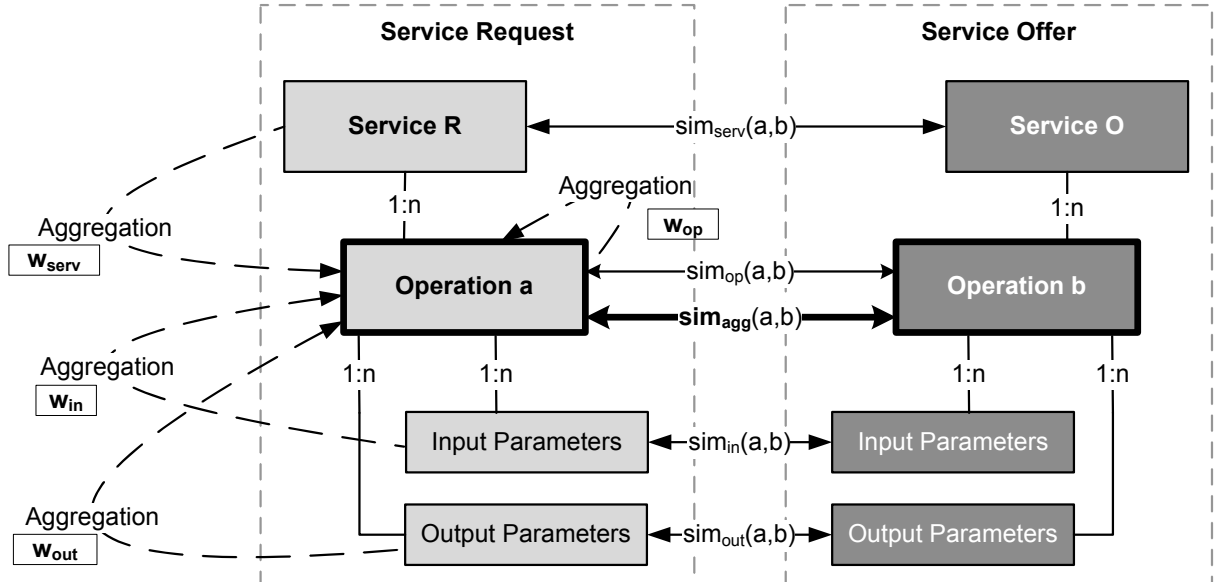 Service Request
Service Offer
Service R
sim_serv(a,b)
Service O
Aggregation
w_serv
1:n
Aggregation
w_op
1:n
Operation a
sim_op(a,b)
sim_agg(a,b)
Operation b
Aggregation
w_in
1:n
1:n
1:n
1:n
Input Parameters
sim_in(a,b)
Input Parameters
Aggregation
w_out
Output Parameters
sim_out(a,b)
Output Parameters